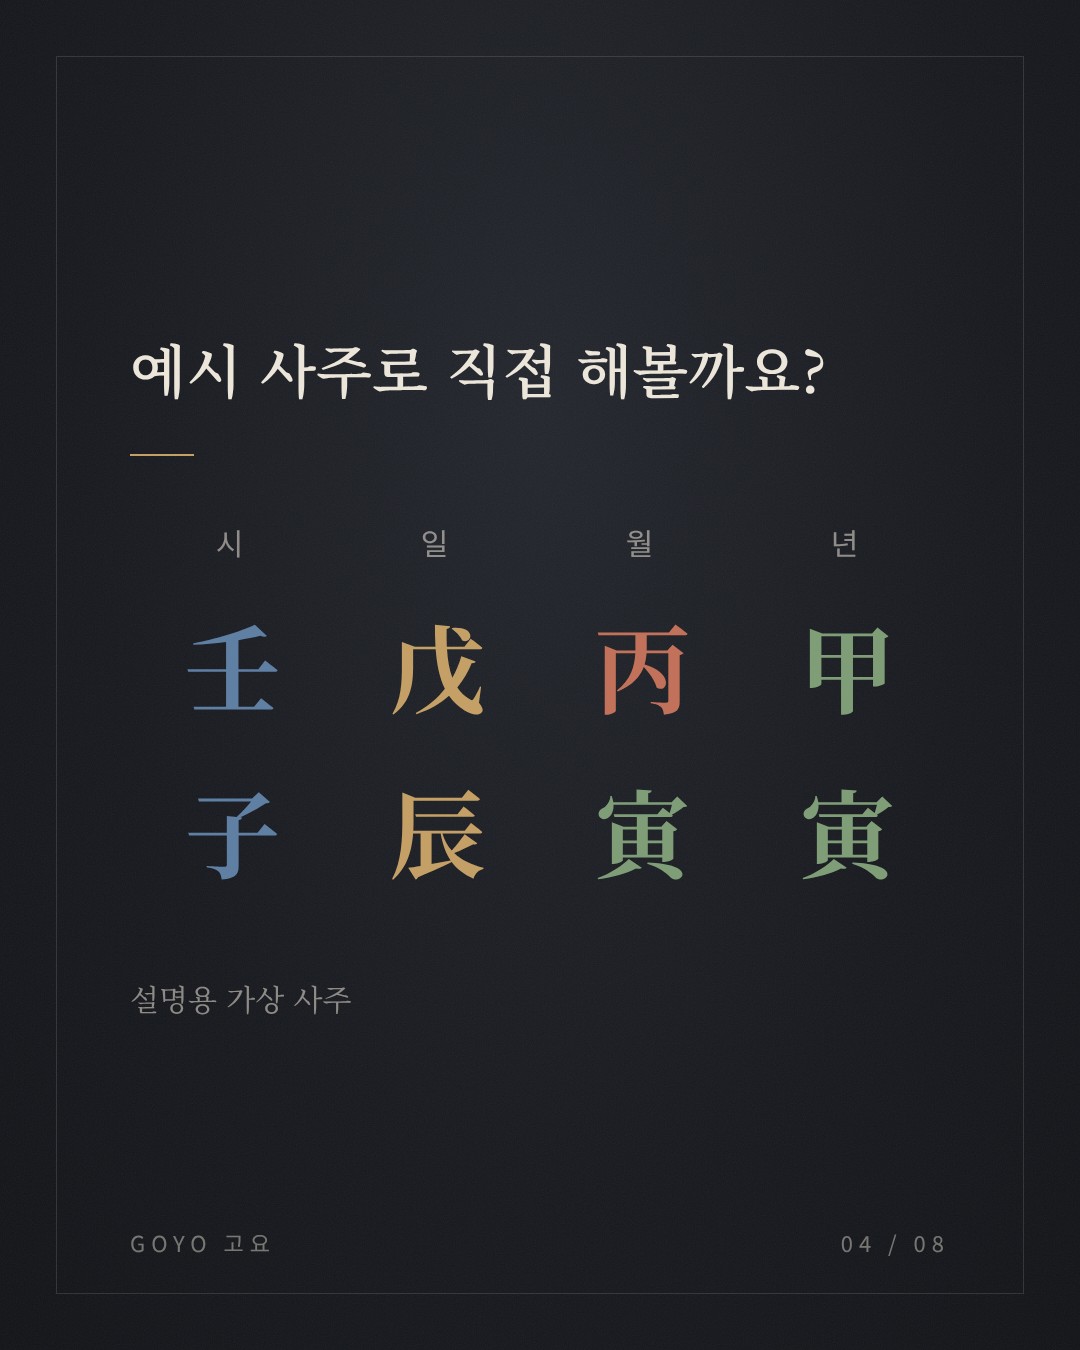 예시 사주로 직접 해볼까요?
시 일 월 년
壬 戊 丙 甲
子 辰 寅 寅
설명용 가상 사주
GOYO 고요
04 / 08